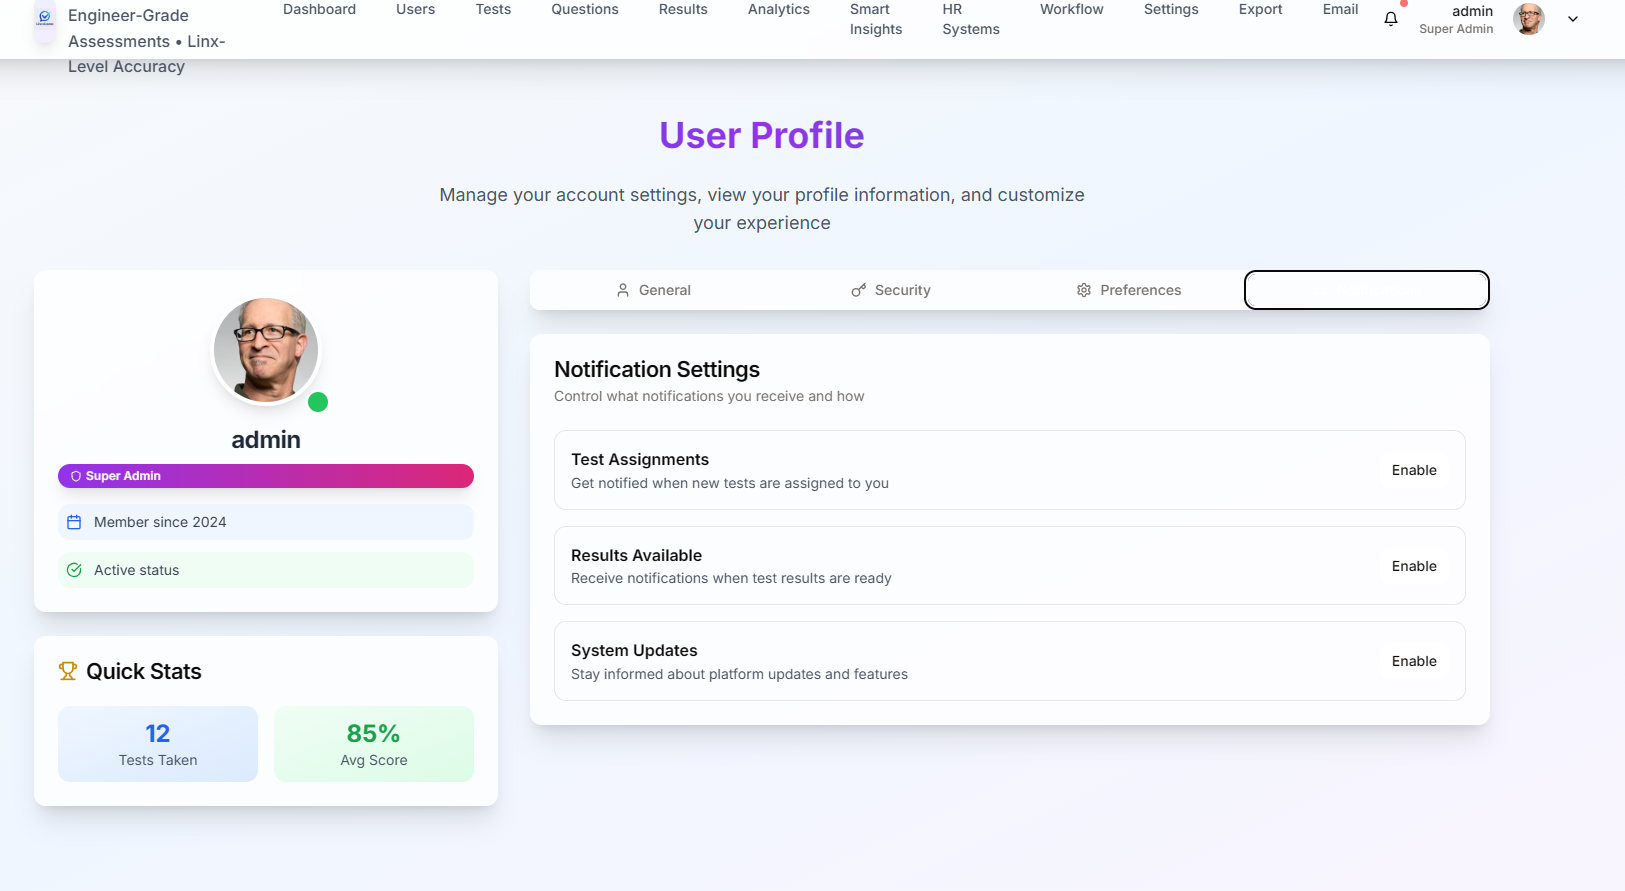 Engineer-Grade
Assessments • Linx-
Level Accuracy
Dashboard
Users
Tests
Questions
Results
Analytics
Smart
Insights
HR
Systems
Workflow
Settings
Export
Email
admin
Super Admin
User Profile
Manage your account settings, view your profile information, and customize
your experience
admin
Super Admin
Member since 2024
Active status
Quick Stats
12
Tests Taken
85%
Avg Score
General
Security
Preferences
Notification Settings
Control what notifications you receive and how
Test Assignments
Get notified when new tests are assigned to you
Enable
Results Available
Receive notifications when test results are ready
Enable
System Updates
Stay informed about platform updates and features
Enable